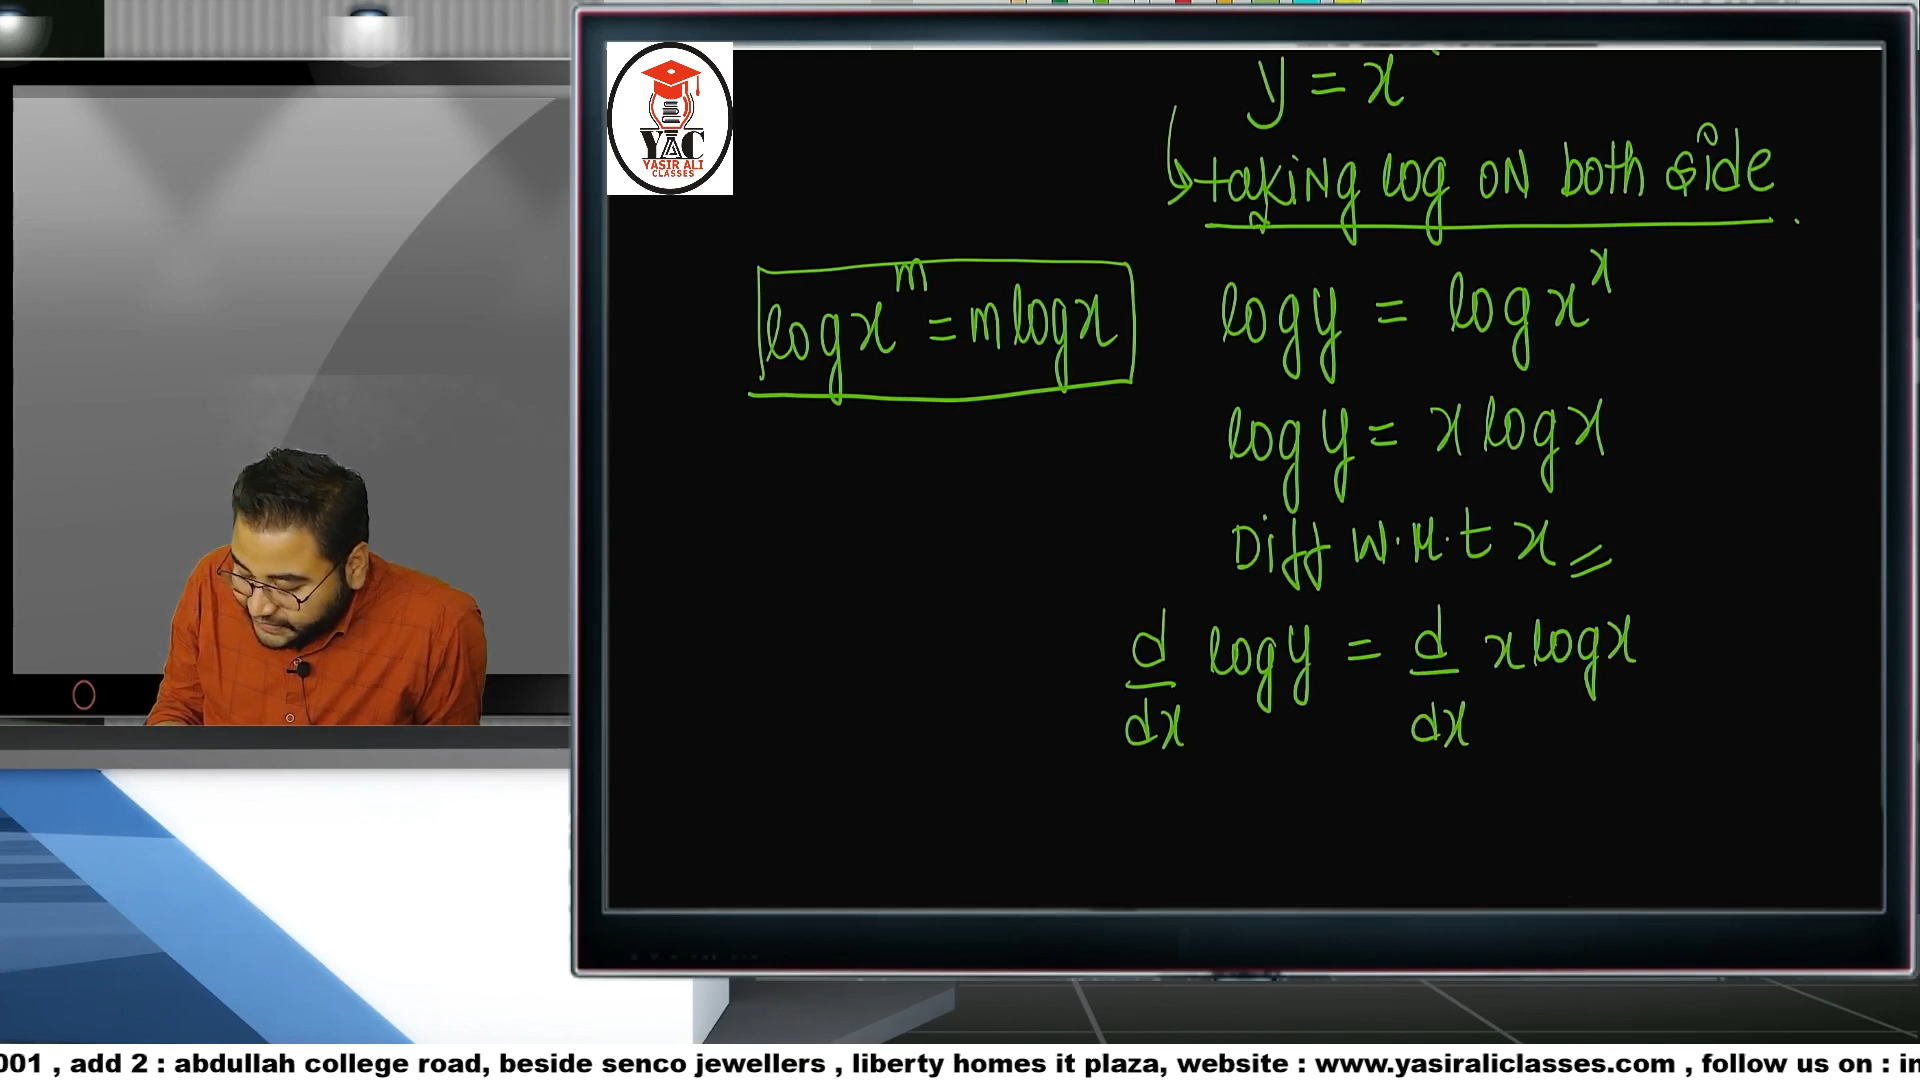 YAC
YASIR ALI
CLASSES
y = x
taking log on both side
log x^m = m log x
log y = log x^x
log y = x log x
Diff w.r.t x
d/dx log y = d/dx x log x
001 , add 2 : abdullah college road, beside senco jewellers , liberty homes it plaza, website : www.yasiraliclasses.com , follow us on : in